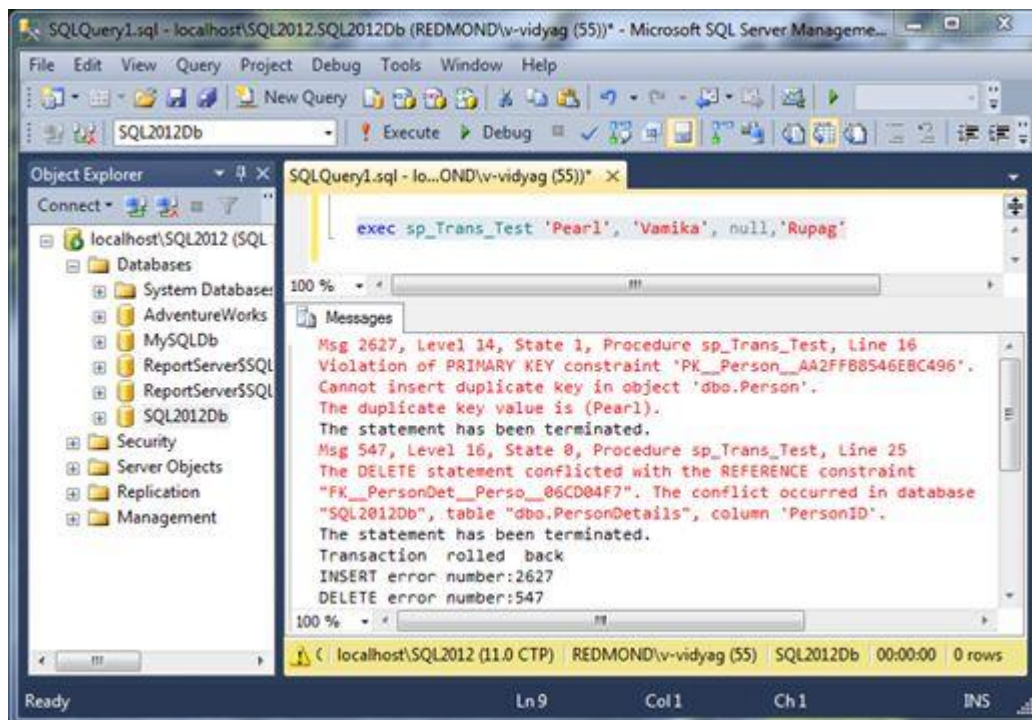 SQLQuery1.sql - localhost\SQL2012.SQL2012Db (REDMOND\v-vidyag (55))* - Microsoft SQL Server Manageme...
File Edit View Query Project Debug Tools Window Help
New Query
SQL2012Db Execute Debug
Object Explorer
Connect
localhost\SQL2012 (SQL
Databases
System Databases
AdventureWorks
MySQLDb
ReportServer$SQL
ReportServer$SQL
SQL2012Db
Security
Server Objects
Replication
Management
SQLQuery1.sql - lo...OND\v-vidyag (55))* ×
exec sp_Trans_Test 'Pearl', 'Vamika', null,'Rupag'
100 %
Messages
Msg 2627, Level 14, State 1, Procedure sp_Trans_Test, Line 16
Violation of PRIMARY KEY constraint 'PK__Person__AA2FFB8546EBC496'.
Cannot insert duplicate key in object 'dbo.Person'.
The duplicate key value is (Pearl).
The statement has been terminated.
Msg 547, Level 16, State 0, Procedure sp_Trans_Test, Line 25
The DELETE statement conflicted with the REFERENCE constraint
"FK__PersonDet__Perso__06CD04F7". The conflict occurred in database
"SQL2012Db", table "dbo.PersonDetails", column 'PersonID'.
The statement has been terminated.
Transaction rolled back
INSERT error number:2627
DELETE error number:547
100 %
localhost\SQL2012 (11.0 CTP) REDMOND\v-vidyag (55) SQL2012Db 00:00:00 0 rows
Ready Ln 9 Col 1 Ch 1 INS